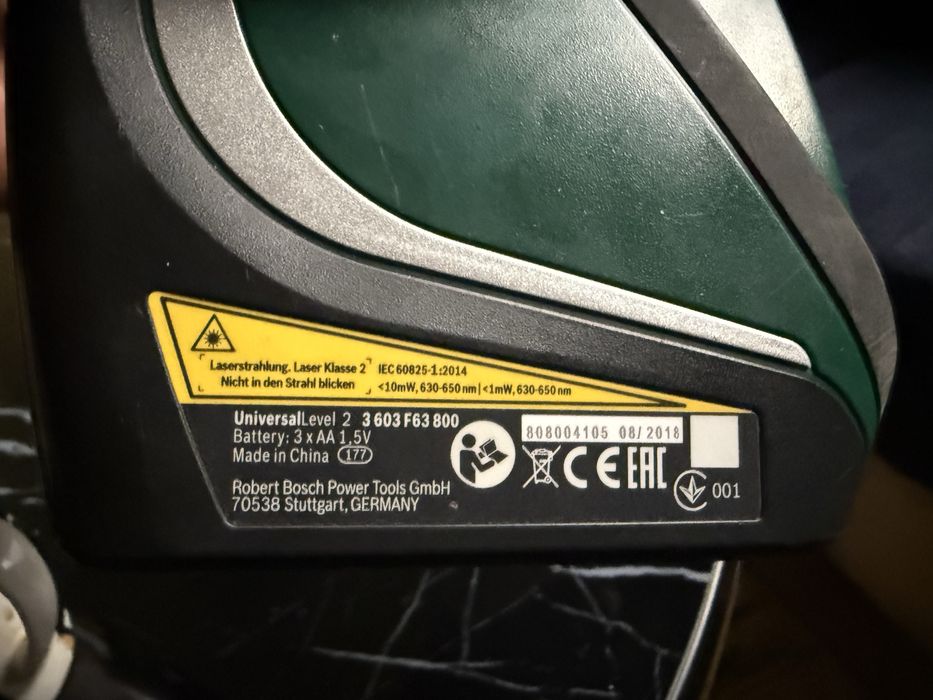 Laserstrahlung. Laser Klasse 2
Nicht in den Strahl blicken
IEC 60825-1:2014
<10mW, 630-650 nm | <1mW, 630-650 nm
UniversalLevel 2 3 603 F63 800
Battery: 3 x AA 1,5V
Made in China 177
Robert Bosch Power Tools GmbH
70538 Stuttgart, GERMANY
808004105 08/2018
CE EAC
001